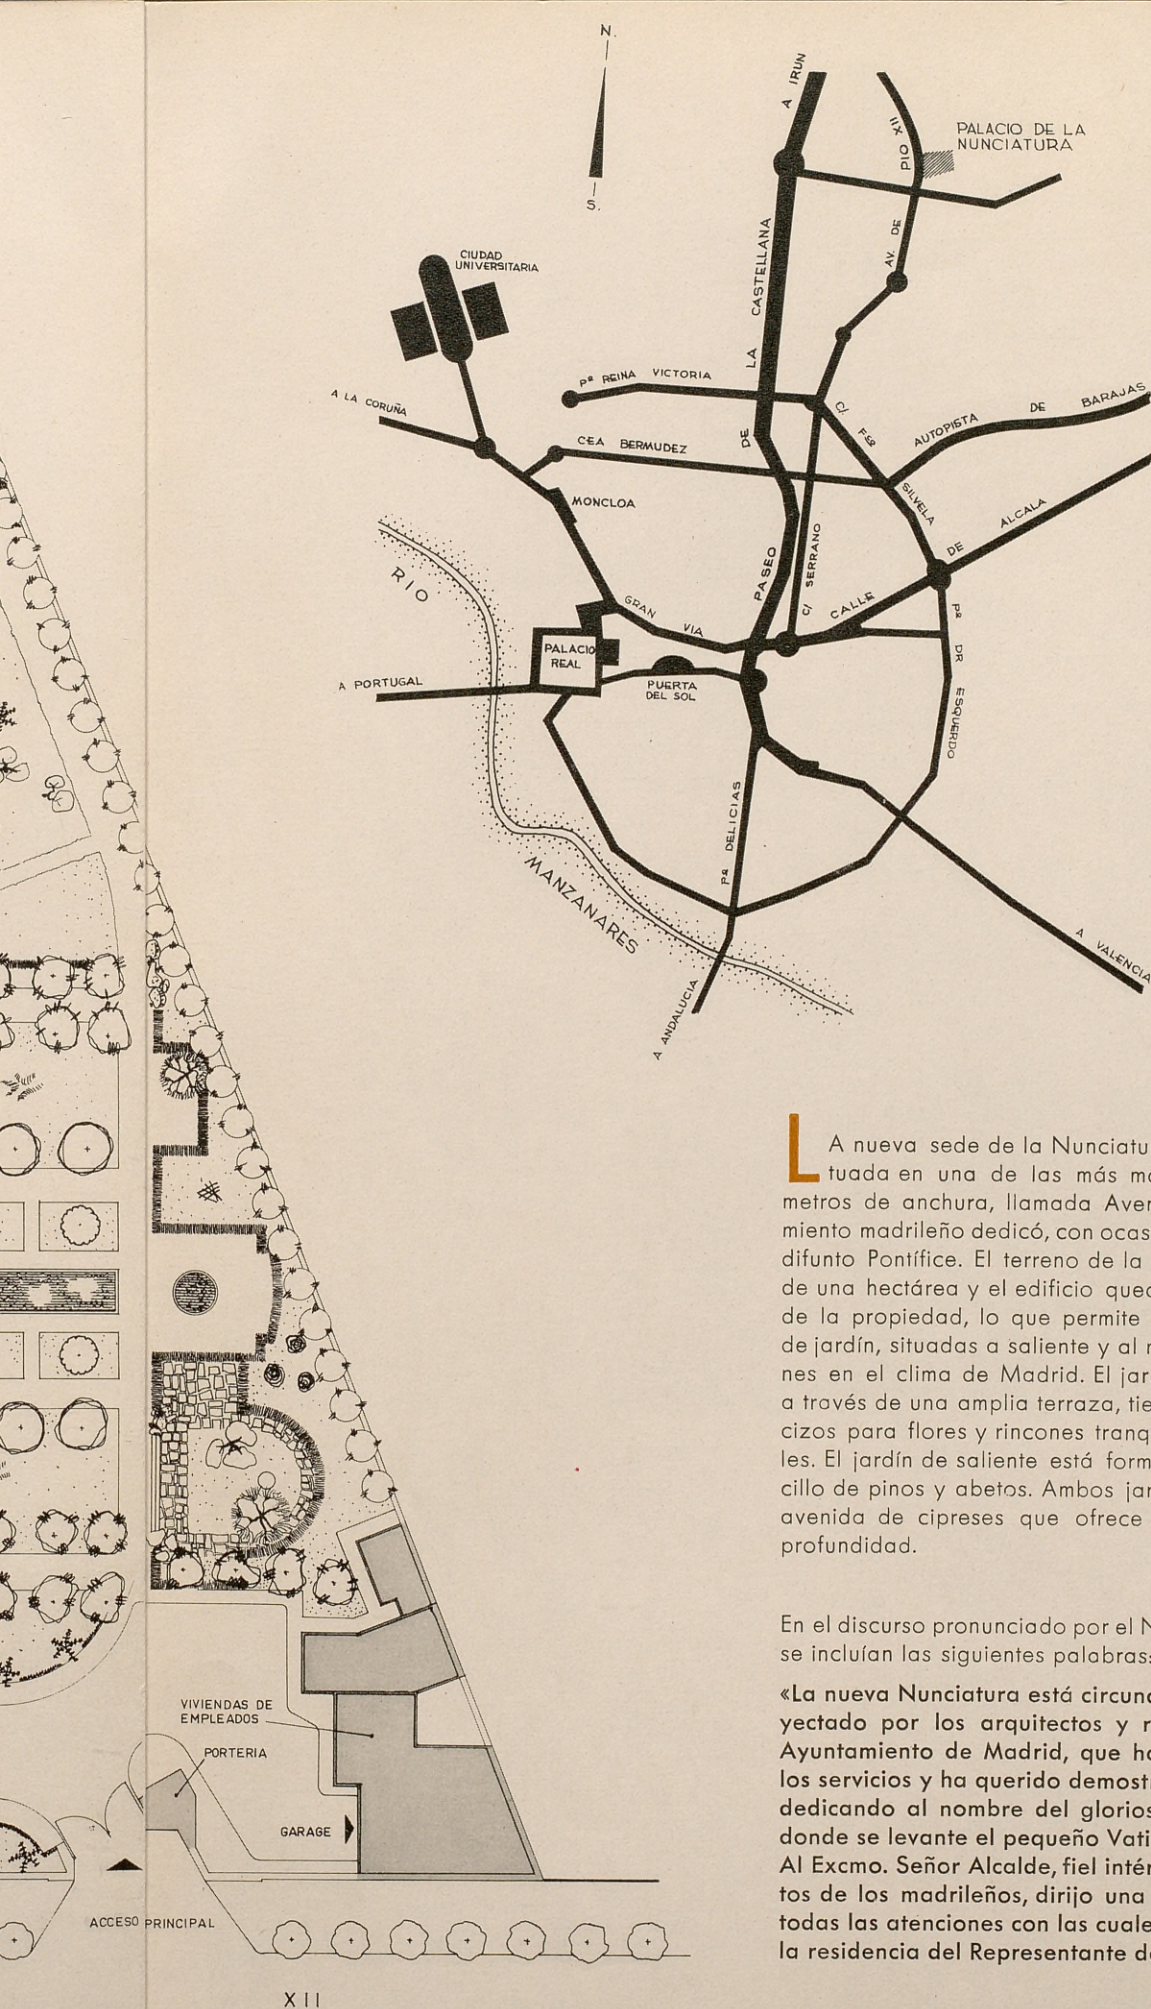 N.
S.
A IRUN
PALACIO DE LA
NUNCIATURA
AV. DE PIO XII
CIUDAD
UNIVERSITARIA
PASEO DE LA CASTELLANA
Pº REINA VICTORIA
A LA CORUÑA
C/. Fco SILVELA
AUTOPISTA DE BARAJAS
CEA BERMUDEZ
MONCLOA
CALLE DE ALCALA
C/ SERRANO
RIO MANZANARES
GRAN VIA
PALACIO
REAL
PUERTA
DEL SOL
A PORTUGAL
Pº DR ESQUERDO
Pº DELICIAS
A VALENCIA
A ANDALUCIA
LA nueva sede de la Nunciatu
tuada en una de las más mo
metros de anchura, llamada Aven
miento madrileño dedicó, con ocas
difunto Pontífice. El terreno de la
de una hectárea y el edificio qued
de la propiedad, lo que permite
de jardín, situadas a saliente y al m
nes en el clima de Madrid. El jar
a través de una amplia terraza, tie
cizos para flores y rincones tranq
les. El jardín de saliente está form
cillo de pinos y abetos. Ambos jar
avenida de cipreses que ofrece
profundidad.
En el discurso pronunciado por el N
se incluían las siguientes palabras:
«La nueva Nunciatura está circund
yectado por los arquitectos y r
Ayuntamiento de Madrid, que ha
los servicios y ha querido demostr
dedicando al nombre del glorios
donde se levante el pequeño Vati
Al Excmo. Señor Alcalde, fiel intér
tos de los madrileños, dirijo una
todas las atenciones con las cuale
la residencia del Representante de
VIVIENDAS DE
EMPLEADOS
PORTERIA
GARAGE
ACCESO PRINCIPAL
XII